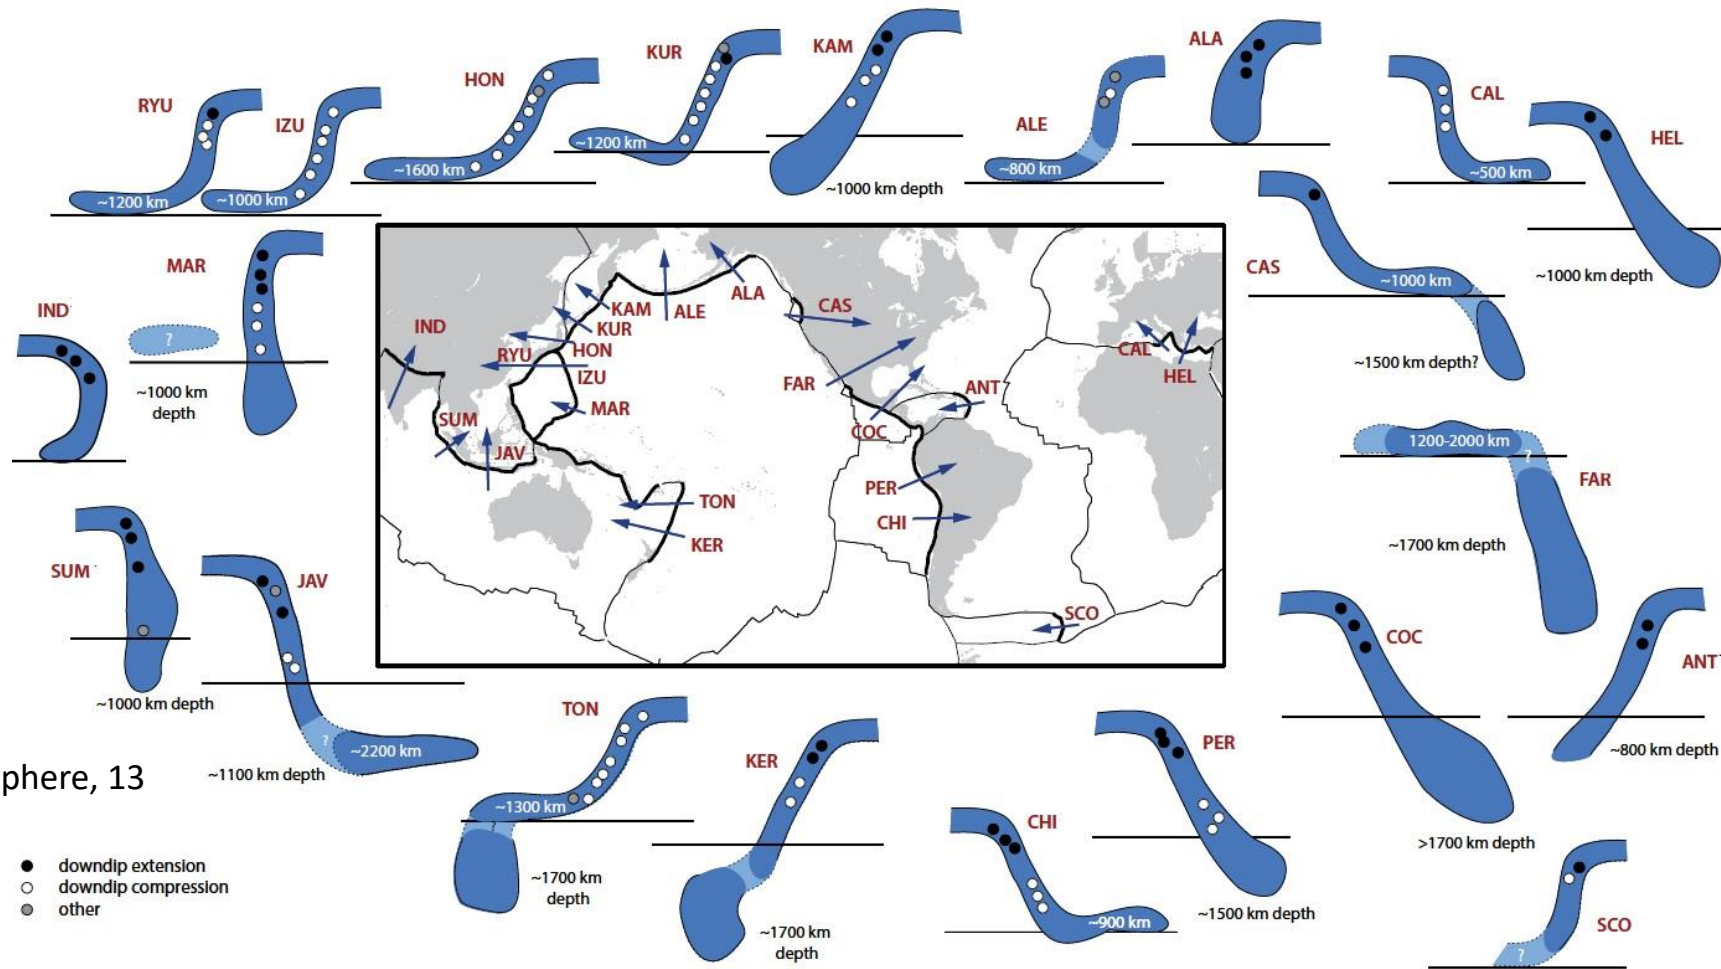 RYU
~1200 km
IZU
~1000 km
HON
~1600 km
KUR
~1200 km
KAM
~1000 km depth
ALE
~800 km
ALA
CAL
~500 km
HEL
~1000 km depth
IND
MAR
?
~1000 km
depth
CAS
~1000 km
~1500 km depth?
1200-2000 km
?
FAR
~1700 km depth
IND
KAM
KUR
HON
RYU
IZU
MAR
SUM
JAV
ALE
ALA
CAS
FAR
COC
ANT
CAL
HEL
TON
KER
PER
CHI
SCO
SUM
~1000 km depth
JAV
?
~2200 km
~1100 km depth
TON
~1300 km
?
~1700 km
depth
KER
~1700 km
depth
CHI
~900 km
PER
~1500 km depth
COC
>1700 km depth
ANT
~800 km depth
SCO
?
phere, 13
downdip extension
downdip compression
other